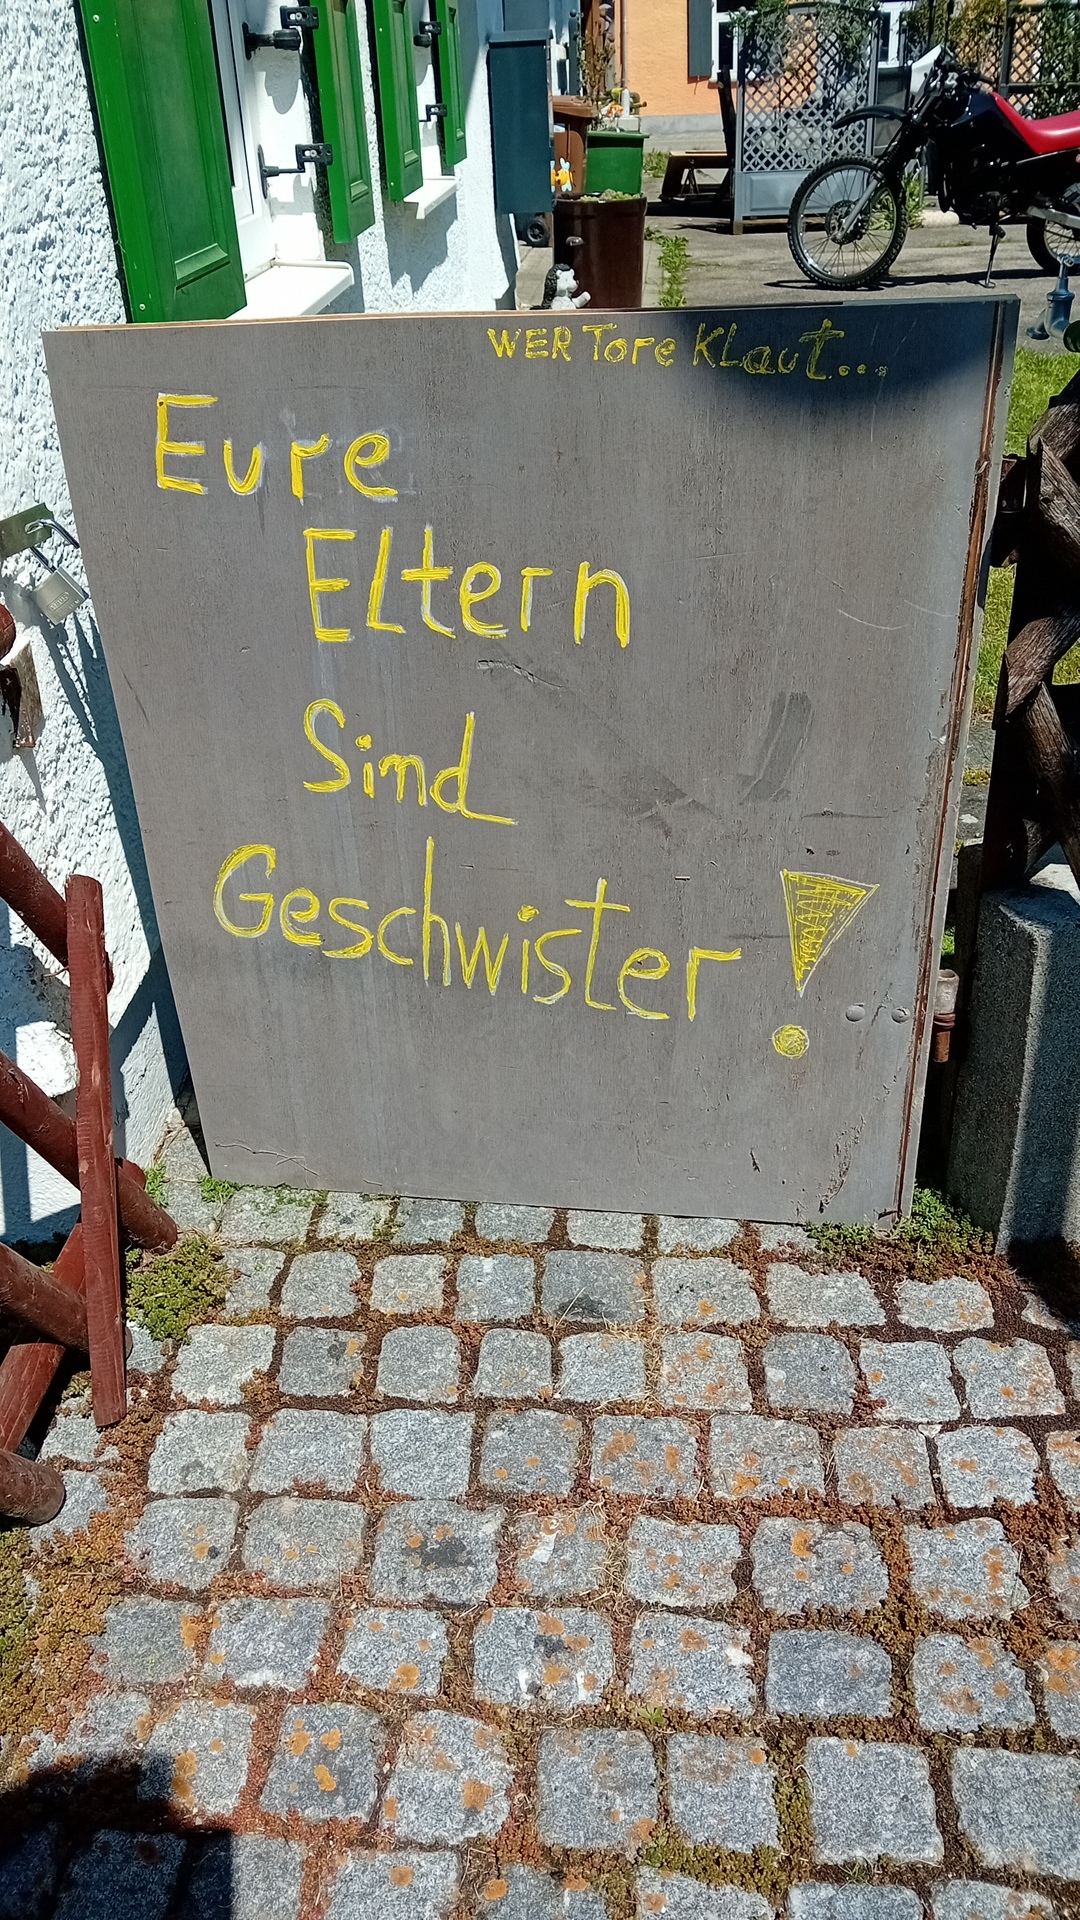 WER Tore Klaut...
Eure
Eltern
Sind
Geschwister!